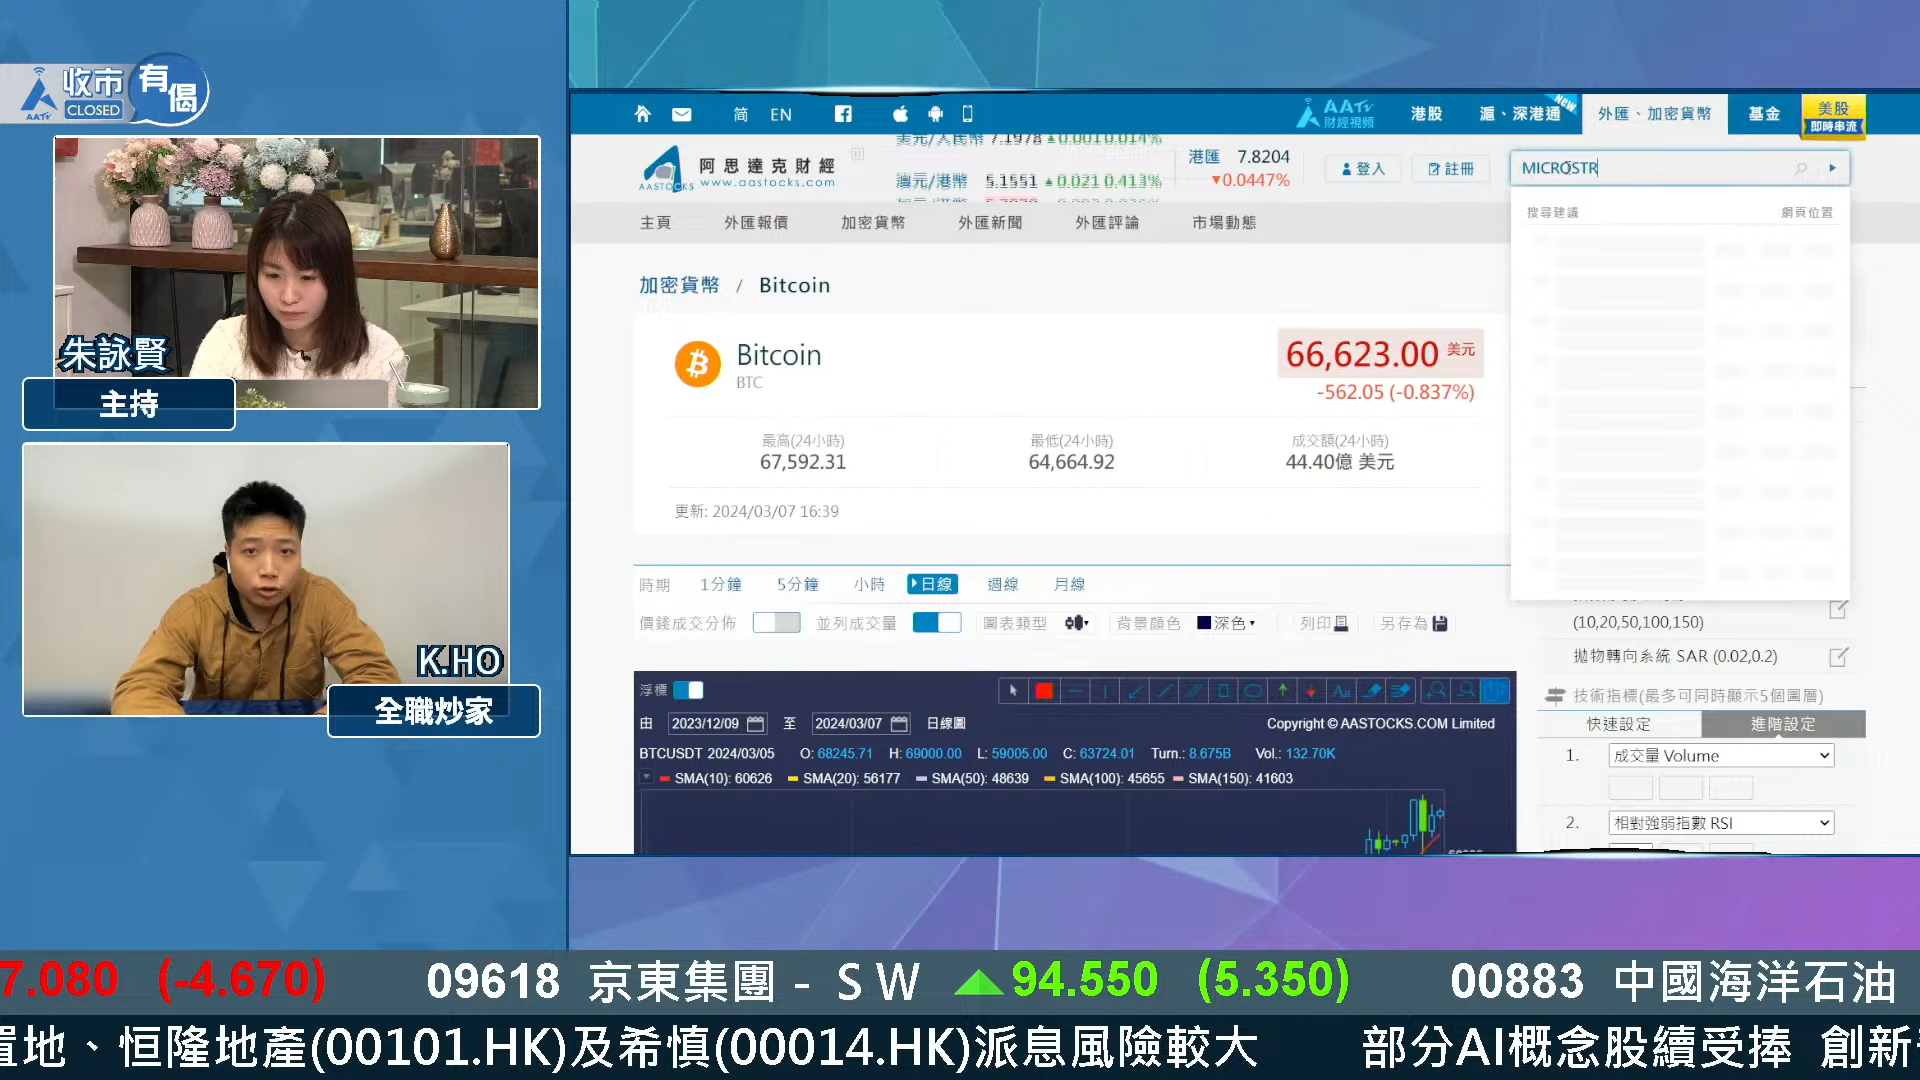 收市
CLOSED
有
偈
AATV
朱詠賢
主持
K.HO
全職炒家
简 EN
AATV
財經視頻
港股
滬、深港通
New
外匯、加密貨幣
基金
美股
即時串流
美元/人民幣 7.1978 ▲0.001 0.014%
阿思達克財經
www.aastocks.com
AASTOCKS
澳元/港幣 5.1551 ▲0.021 0.413%
港匯 7.8204
▼0.0447%
登入
註冊
MICROSTR
搜尋建議 網頁位置
主頁 外匯報價 加密貨幣 外匯新聞 外匯評論 市場動態
加密貨幣 / Bitcoin
Bitcoin
BTC
66,623.00 美元
-562.05 (-0.837%)
最高(24小時) 最低(24小時) 成交額(24小時)
67,592.31 64,664.92 44.40億 美元
更新: 2024/03/07 16:39
時期 1分鐘 5分鐘 小時 日線 週線 月線
價錢成交分佈 並列成交量 圖表類型 背景顏色 深色 列印 另存為
(10,20,50,100,150)
拋物轉向系統 SAR (0.02,0.2)
技術指標(最多可同時顯示5個圖層)
快速設定 進階設定
1. 成交量 Volume
2. 相對強弱指數 RSI
浮標
由 2023/12/09 至 2024/03/07 日線圖 Copyright © AASTOCKS.COM Limited
BTCUSDT 2024/03/05 O: 68245.71 H: 69000.00 L: 59005.00 C: 63724.01 Turn.: 8.675B Vol.: 132.70K
SMA(10): 60626 SMA(20): 56177 SMA(50): 48639 SMA(100): 45655 SMA(150): 41603
7.080 (-4.670) 09618 京東集團 - S W ▲94.550 (5.350) 00883 中國海洋石油
置地、恒隆地產(00101.HK)及希慎(00014.HK)派息風險較大 部分AI概念股續受捧 創新